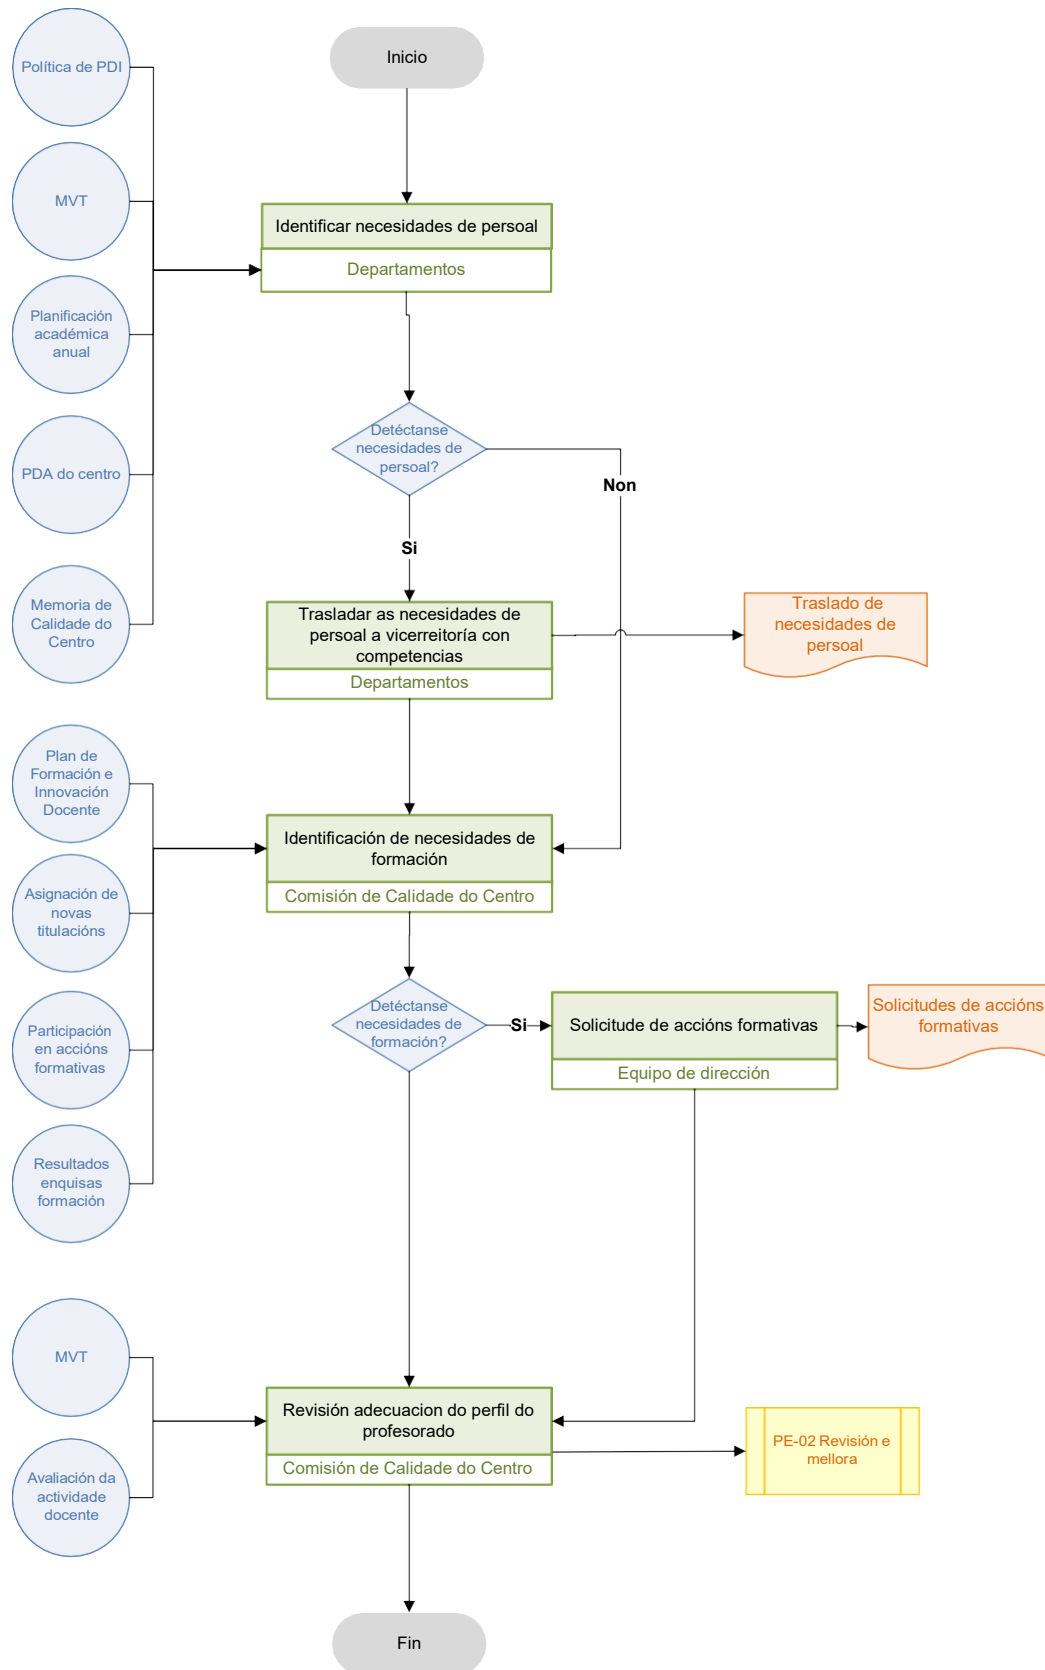 Inicio
Política de PDI
MVT
Planificación
académica
anual
PDA do centro
Memoria de
Calidade do
Centro
Identificar necesidades de persoal
Departamentos
Detéctanse
necesidades de
persoal?
Non
Si
Trasladar as necesidades de
persoal a vicerreitoría con
competencias
Departamentos
Traslado de
necesidades de
persoal
Plan de
Formación e
Innovación
Docente
Asignación de
novas
titulacións
Participación
en accións
formativas
Resultados
enquisas
formación
Identificación de necesidades de
formación
Comisión de Calidade do Centro
Detéctanse
necesidades de
formación?
Si
Solicitude de accións formativas
Equipo de dirección
Solicitudes de accións
formativas
MVT
Avaliación da
actividade
docente
Revisión adecuacion do perfil do
profesorado
Comisión de Calidade do Centro
PE-02 Revisión e
mellora
Fin